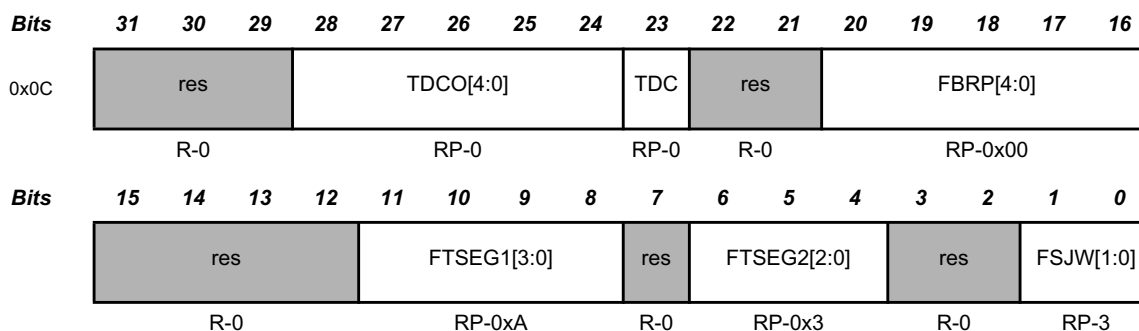 Bits 31 30 29 28 27 26 25 24 23 22 21 20 19 18 17 16
0x0C res TDCO[4:0] TDC res FBRP[4:0]
R-0 RP-0 RP-0 R-0 RP-0x00
Bits 15 14 13 12 11 10 9 8 7 6 5 4 3 2 1 0
res FTSEG1[3:0] res FTSEG2[2:0] res FSJW[1:0]
R-0 RP-0xA R-0 RP-0x3 R-0 RP-3